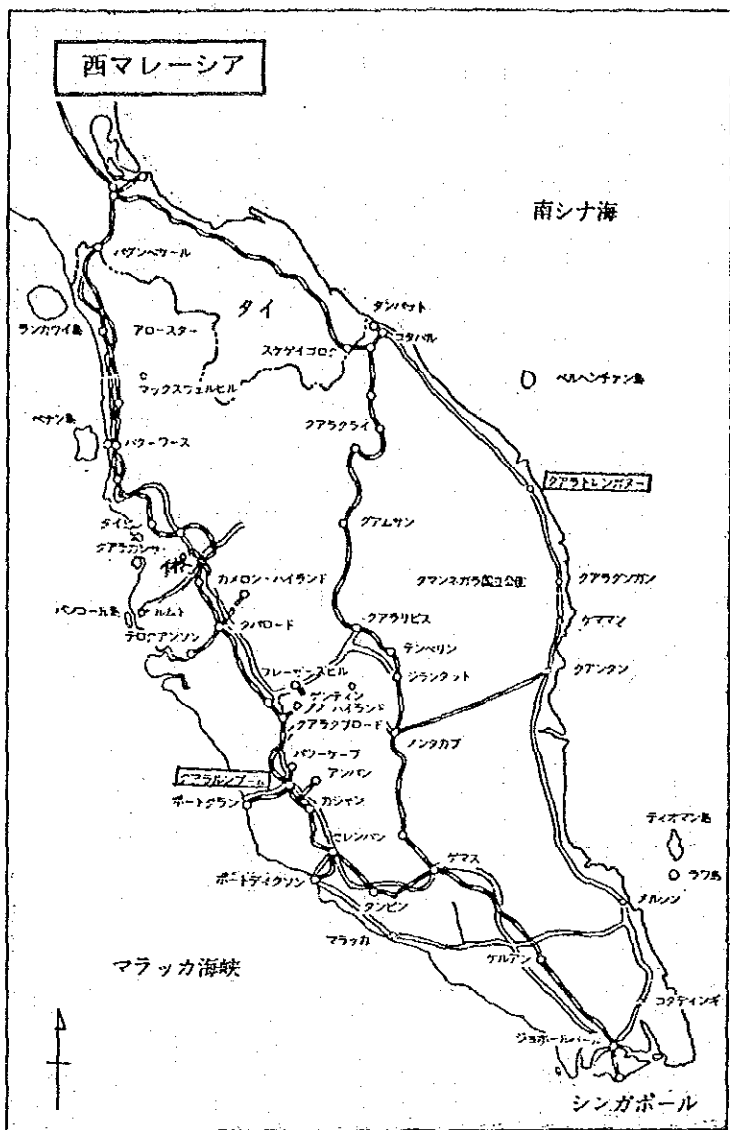 西マレーシア
南シナ海
タイ
ランカワイ島
アロースター
タンパット
コタバル
スンゲイゴロク
マックスウェルヒル
ペルヘンチャン島
ペナン島
バターワース
クアラクライ
クアラトレンガヌー
グアムサン
クアラカンサー
イポー
カメロン・ハイランド
タマンネガラ国立公園
クアラダンガン
パンコール島
ルムト
テロクアンソン
タパロード
クアラリピス
ケママン
テンベリン
ジランタット
クアンタン
フレーザーズヒル
ゲンティン
ハイランド
クアラクブロード
メンタカブ
バツーケーブ
アンパン
クアラルンプール
ポートクラン
カジャン
ティオマン島
ラワ島
セレンバン
ゲマス
ポートディクソン
タンピン
メルシン
マラッカ
マラッカ海峡
ケルアン
コタティンギ
ジョホールバール
シンガポール